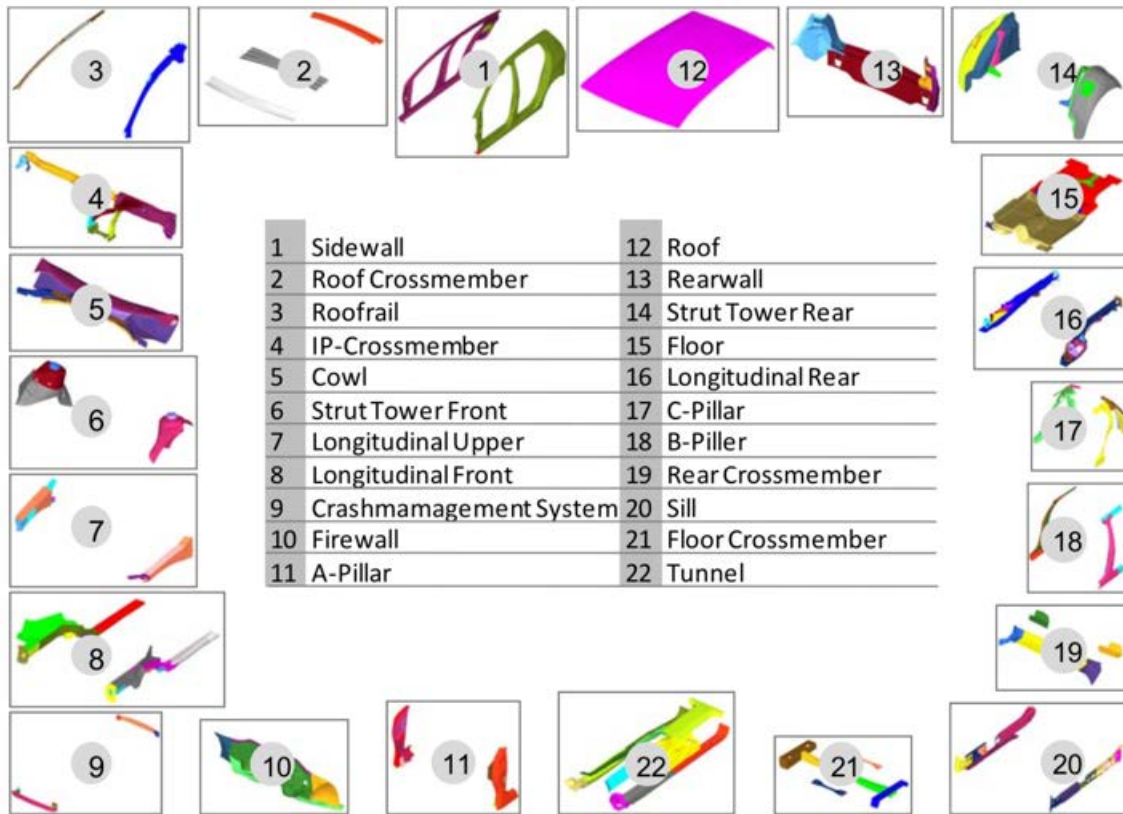 3
2
1
12
13
14
4
15
5
16
6
17
7
18
8
19
9
10
11
22
21
20
1 Sidewall 12 Roof
2 Roof Crossmember 13 Rearwall
3 Roofrail 14 Strut Tower Rear
4 IP-Crossmember 15 Floor
5 Cowl 16 Longitudinal Rear
6 Strut Tower Front 17 C-Pillar
7 Longitudinal Upper 18 B-Piller
8 Longitudinal Front 19 Rear Crossmember
9 Crashmamagement System 20 Sill
10 Firewall 21 Floor Crossmember
11 A-Pillar 22 Tunnel